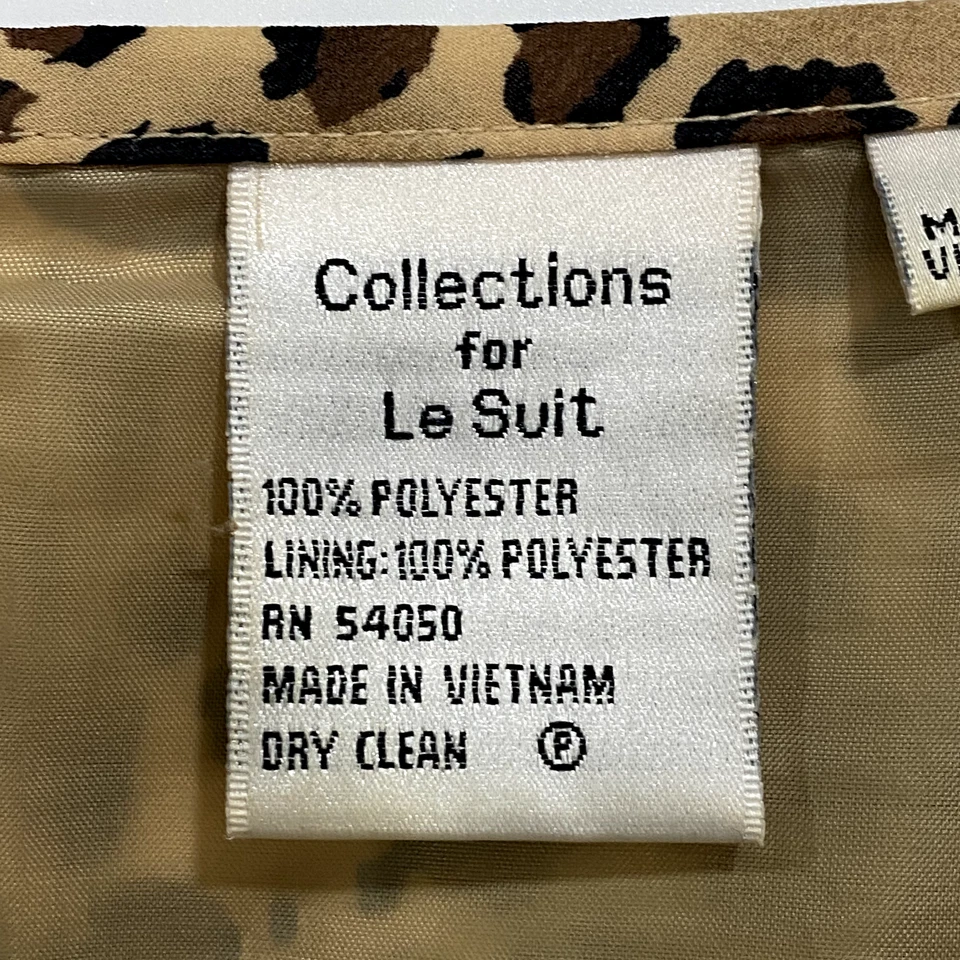 Collections
for
Le Suit
100% POLYESTER
LINING: 100% POLYESTER
RN 54050
MADE IN VIETNAM
DRY CLEAN Ⓟ